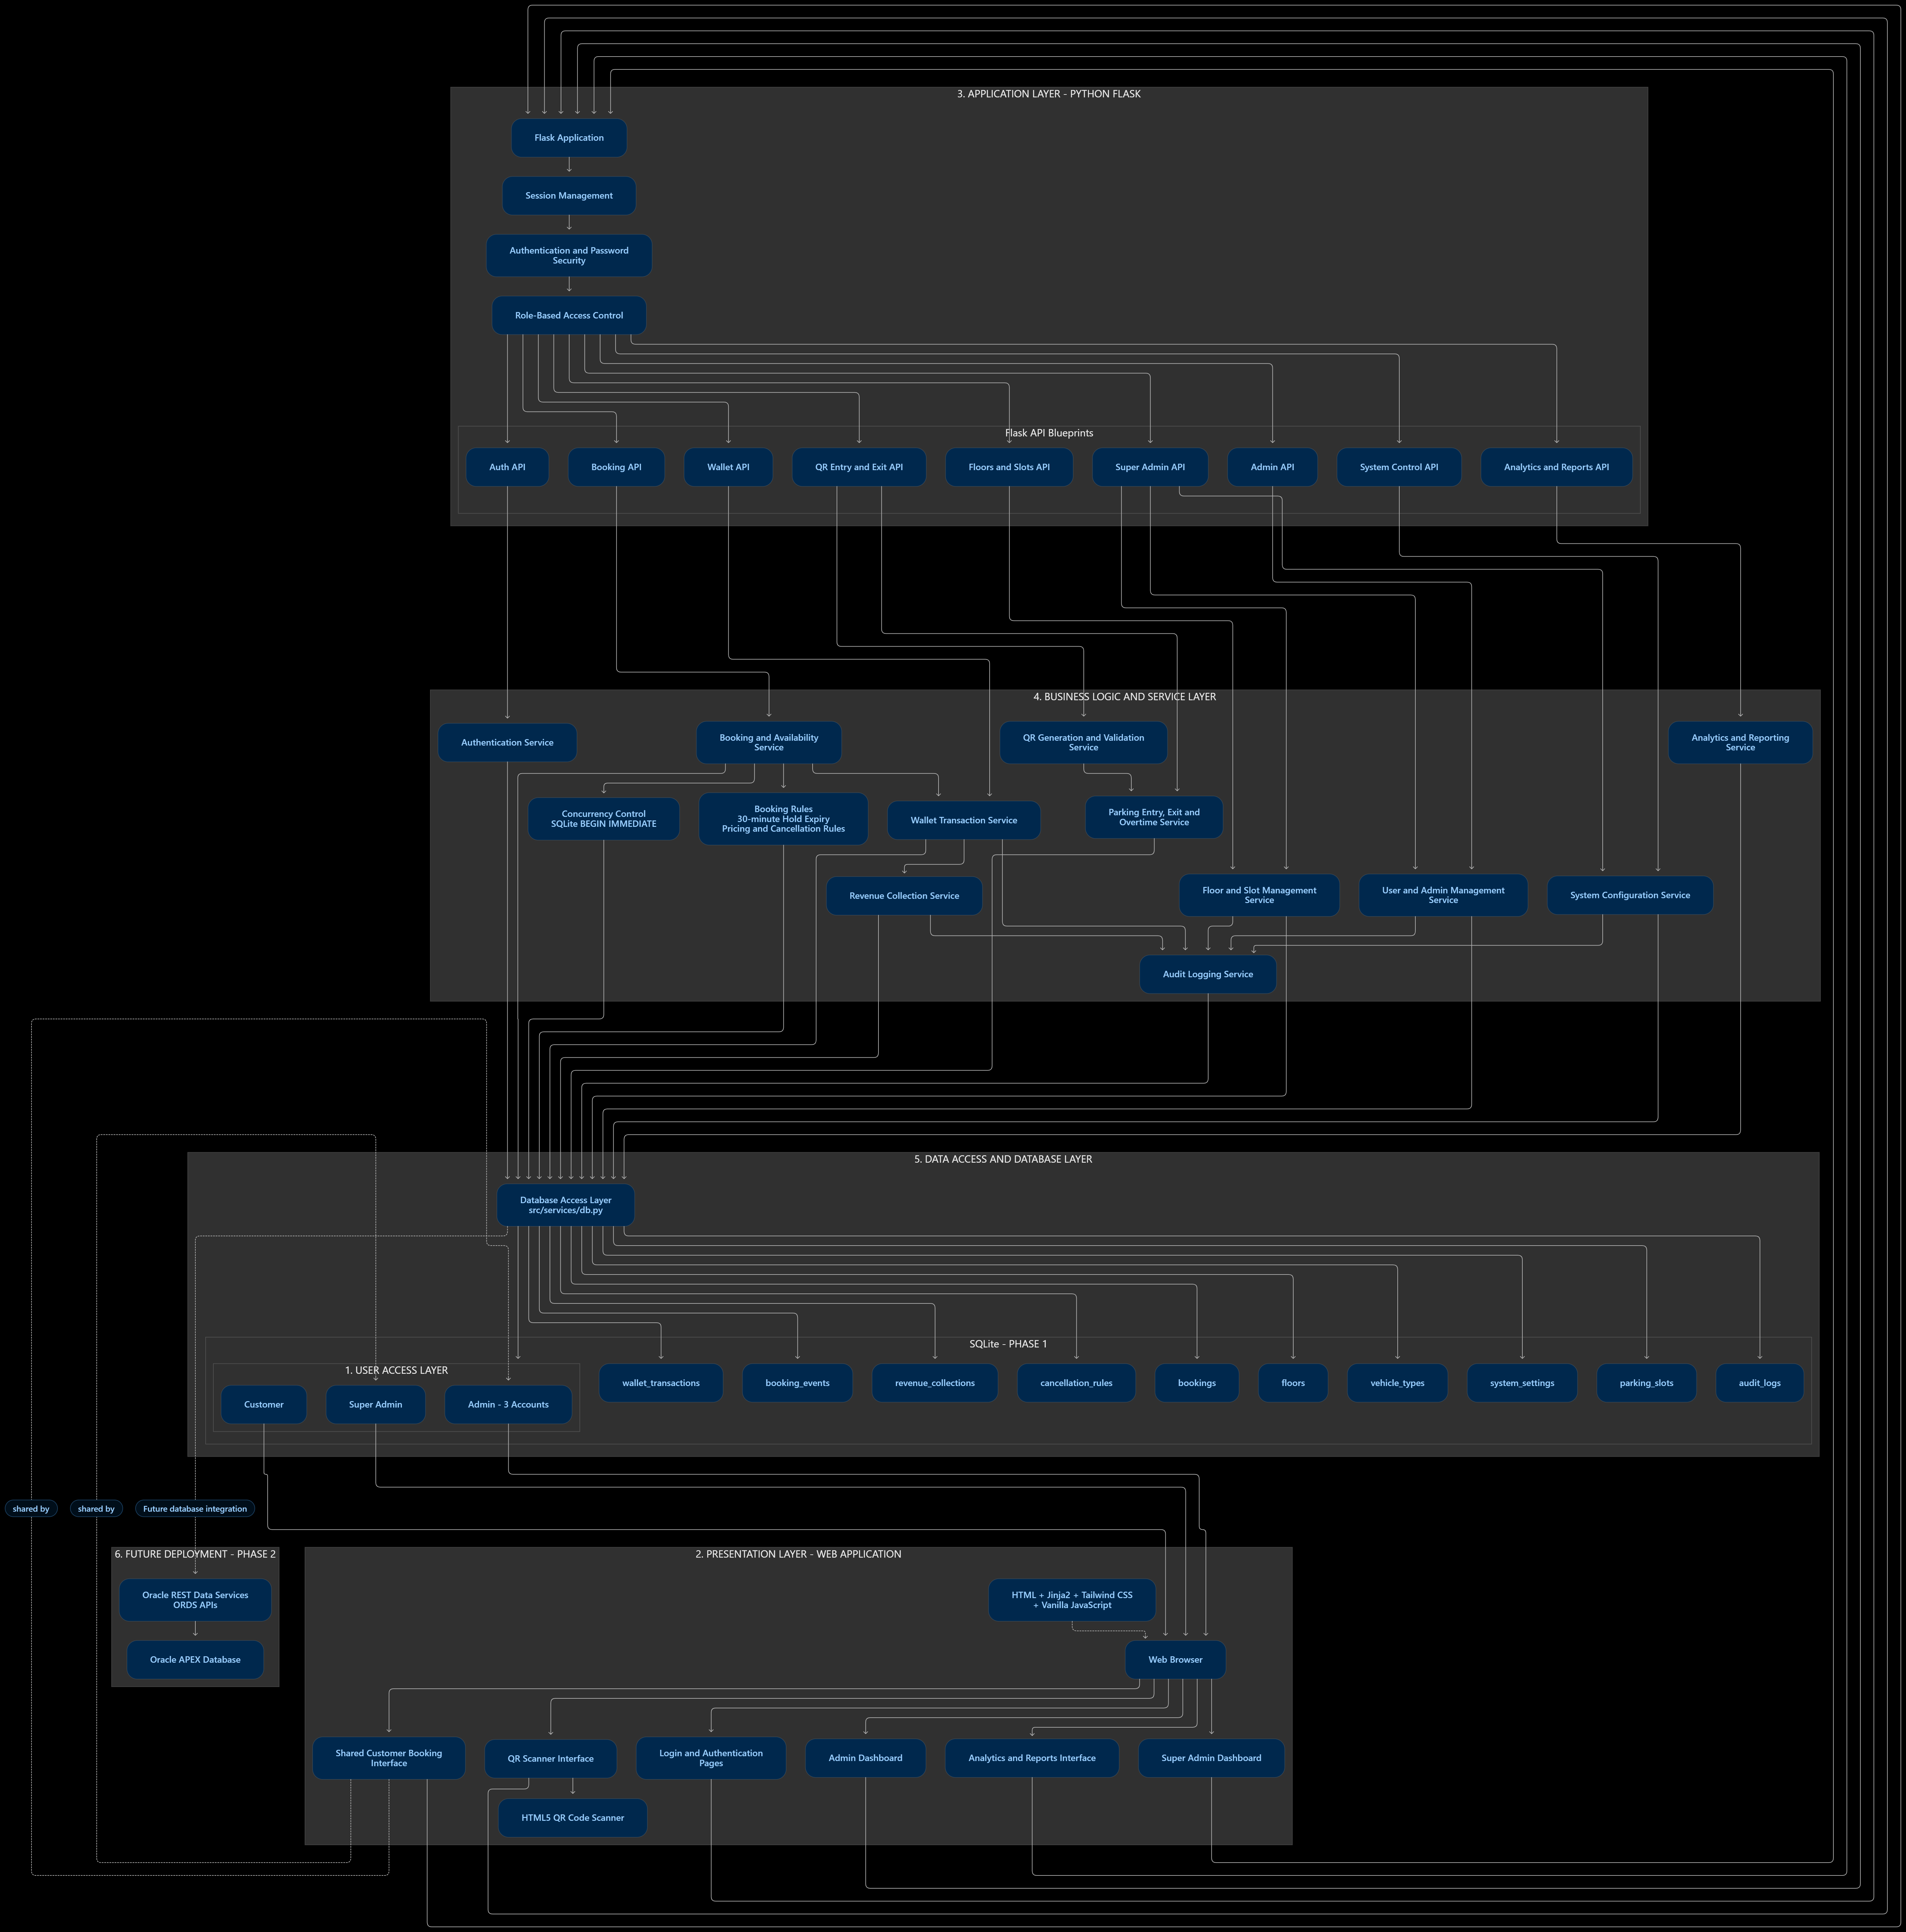 3. APPLICATION LAYER - PYTHON FLASK
Flask Application
Session Management
Authentication and Password
Security
Role-Based Access Control
Flask API Blueprints
Auth API
Booking API
Wallet API
QR Entry and Exit API
Floors and Slots API
Super Admin API
Admin API
System Control API
Analytics and Reports API
4. BUSINESS LOGIC AND SERVICE LAYER
Authentication Service
Booking and Availability
Service
QR Generation and Validation
Service
Analytics and Reporting
Service
Concurrency Control
SQLite BEGIN IMMEDIATE
Booking Rules
30-minute Hold Expiry
Pricing and Cancellation Rules
Wallet Transaction Service
Parking Entry, Exit and
Overtime Service
Revenue Collection Service
Floor and Slot Management
Service
User and Admin Management
Service
System Configuration Service
Audit Logging Service
5. DATA ACCESS AND DATABASE LAYER
Database Access Layer
src/services/db.py
SQLite - PHASE 1
1. USER ACCESS LAYER
Customer
Super Admin
Admin - 3 Accounts
wallet_transactions
booking_events
revenue_collections
cancellation_rules
bookings
floors
vehicle_types
system_settings
parking_slots
audit_logs
shared by
shared by
Future database integration
6. FUTURE DEPLOYMENT - PHASE 2
Oracle REST Data Services
ORDS APIs
Oracle APEX Database
2. PRESENTATION LAYER - WEB APPLICATION
HTML + Jinja2 + Tailwind CSS
+ Vanilla JavaScript
Web Browser
Shared Customer Booking
Interface
QR Scanner Interface
Login and Authentication
Pages
Admin Dashboard
Analytics and Reports Interface
Super Admin Dashboard
HTML5 QR Code Scanner